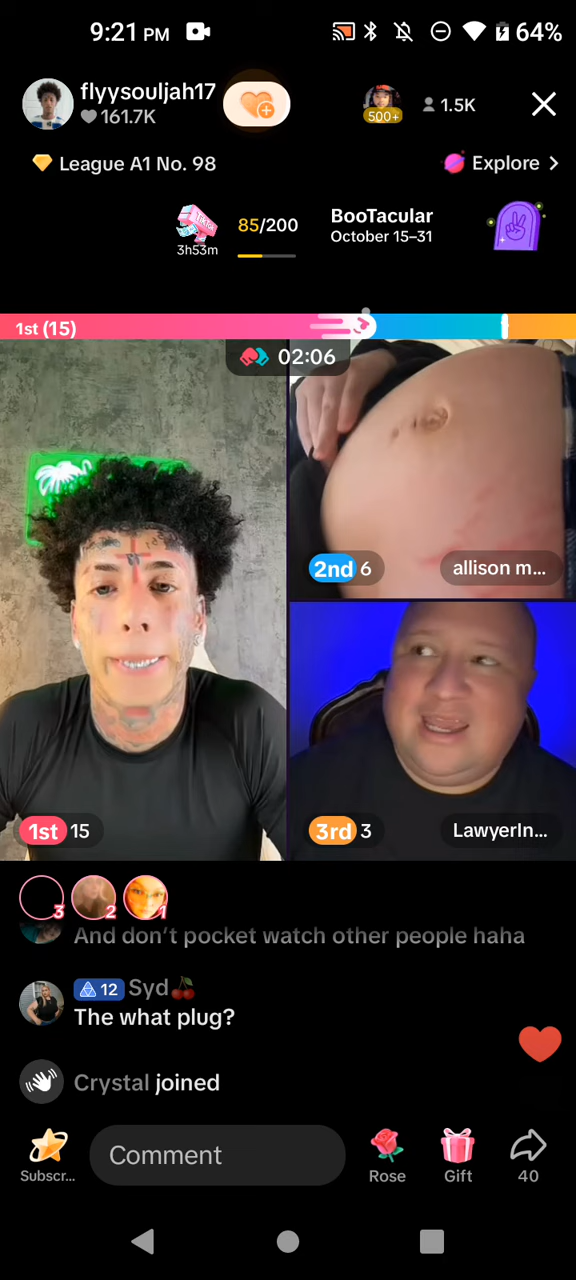 9:21 PM
64%
flyysouljah17
161.7K
500+
1.5K
League A1 No. 98
Explore >
TikTok
3h53m
85/200
BooTacular
October 15–31
1st (15)
02:06
2nd 6
allison m...
1st 15
3rd 3
LawyerIn...
3
2
1
And don't pocket watch other people haha
12 Syd🍒
The what plug?
Crystal joined
Subscr...
Comment
Rose
Gift
40